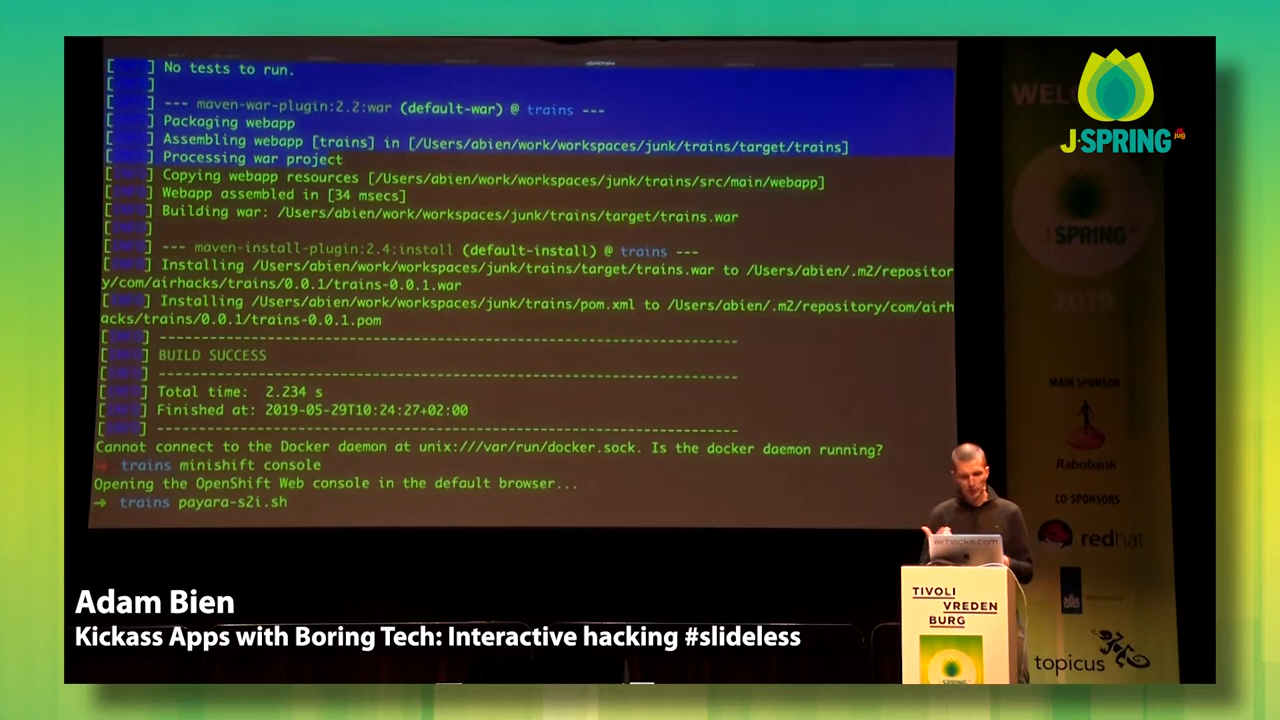 [ ] No tests to run.
[ ]
[ ] --- maven-war-plugin:2.2:war (default-war) @ trains ---
[ ] Packaging webapp
[ ] Assembling webapp [trains] in [/Users/abien/work/workspaces/junk/trains/target/trains]
[ ] Processing war project
[ ] Copying webapp resources [/Users/abien/work/workspaces/junk/trains/src/main/webapp]
[ ] Webapp assembled in [34 msecs]
[ ] Building war: /Users/abien/work/workspaces/junk/trains/target/trains.war
[ ]
[ ] --- maven-install-plugin:2.4:install (default-install) @ trains ---
[ ] Installing /Users/abien/work/workspaces/junk/trains/target/trains.war to /Users/abien/.m2/repositor
y/com/airhacks/trains/0.0.1/trains-0.0.1.war
[ ] Installing /Users/abien/work/workspaces/junk/trains/pom.xml to /Users/abien/.m2/repository/com/airh
acks/trains/0.0.1/trains-0.0.1.pom
[ ] ------------------------------------------------------------------------
[ ] BUILD SUCCESS
[ ] ------------------------------------------------------------------------
[ ] Total time: 2.234 s
[ ] Finished at: 2019-05-29T10:24:27+02:00
[ ] ------------------------------------------------------------------------
Cannot connect to the Docker daemon at unix:///var/run/docker.sock. Is the docker daemon running?
→ trains minishift console
Opening the OpenShift Web console in the default browser...
→ trains payara-s2i.sh
J-SPRING
nljug
WEL
J-SPRING
2019
MAIN SPONSOR
Rabobank
CO-SPONSORS
redhat
topicus
airhacks.com
TIVOLI
VREDEN
BURG
J-SPRING
Adam Bien
Kickass Apps with Boring Tech: Interactive hacking #slideless